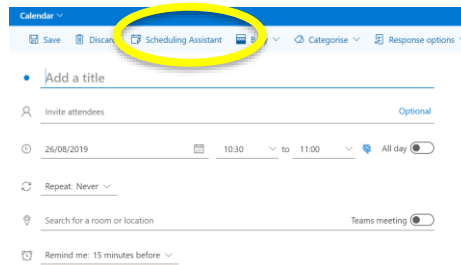 Calendar
Save Discard Scheduling Assistant Categorise Response options
Add a title
Invite attendees Optional
26/08/2019 10:30 to 11:00 All day
Repeat: Never
Search for a room or location Teams meeting
Remind me: 15 minutes before